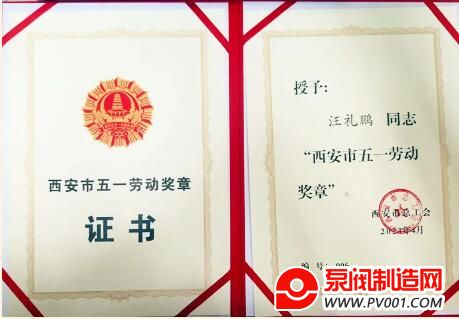 西安市五一劳动奖章
证书
授予:
汪礼鹏 同志
“西安市五一劳动
奖章”。
西安市总工会
编号:
泵阀制造网
WWW.PV001.COM